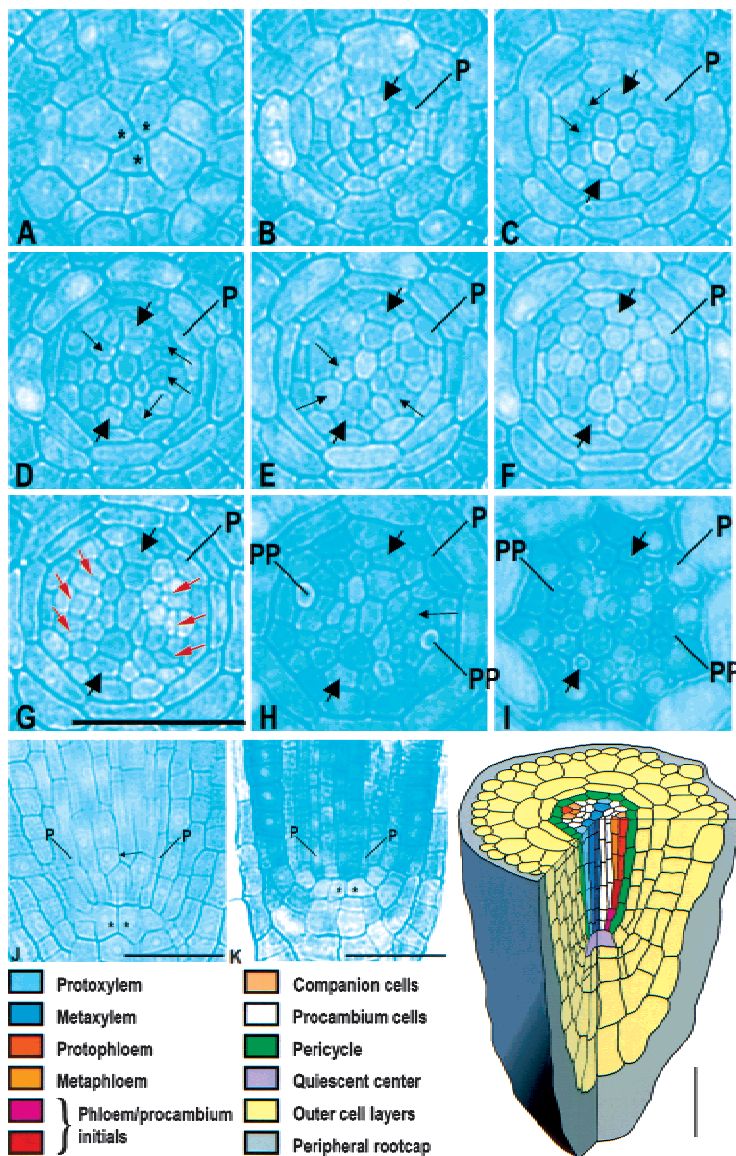 A
* * *
B
P
C
P
D
P
E
P
F
P
G
P
H
P
PP
PP
I
P
PP
PP
J
P
P
* *
K
P
P
* *
Protoxylem
Metaxylem
Protophloem
Metaphloem
Phloem/procambium
initials
Companion cells
Procambium cells
Pericycle
Quiescent center
Outer cell layers
Peripheral rootcap